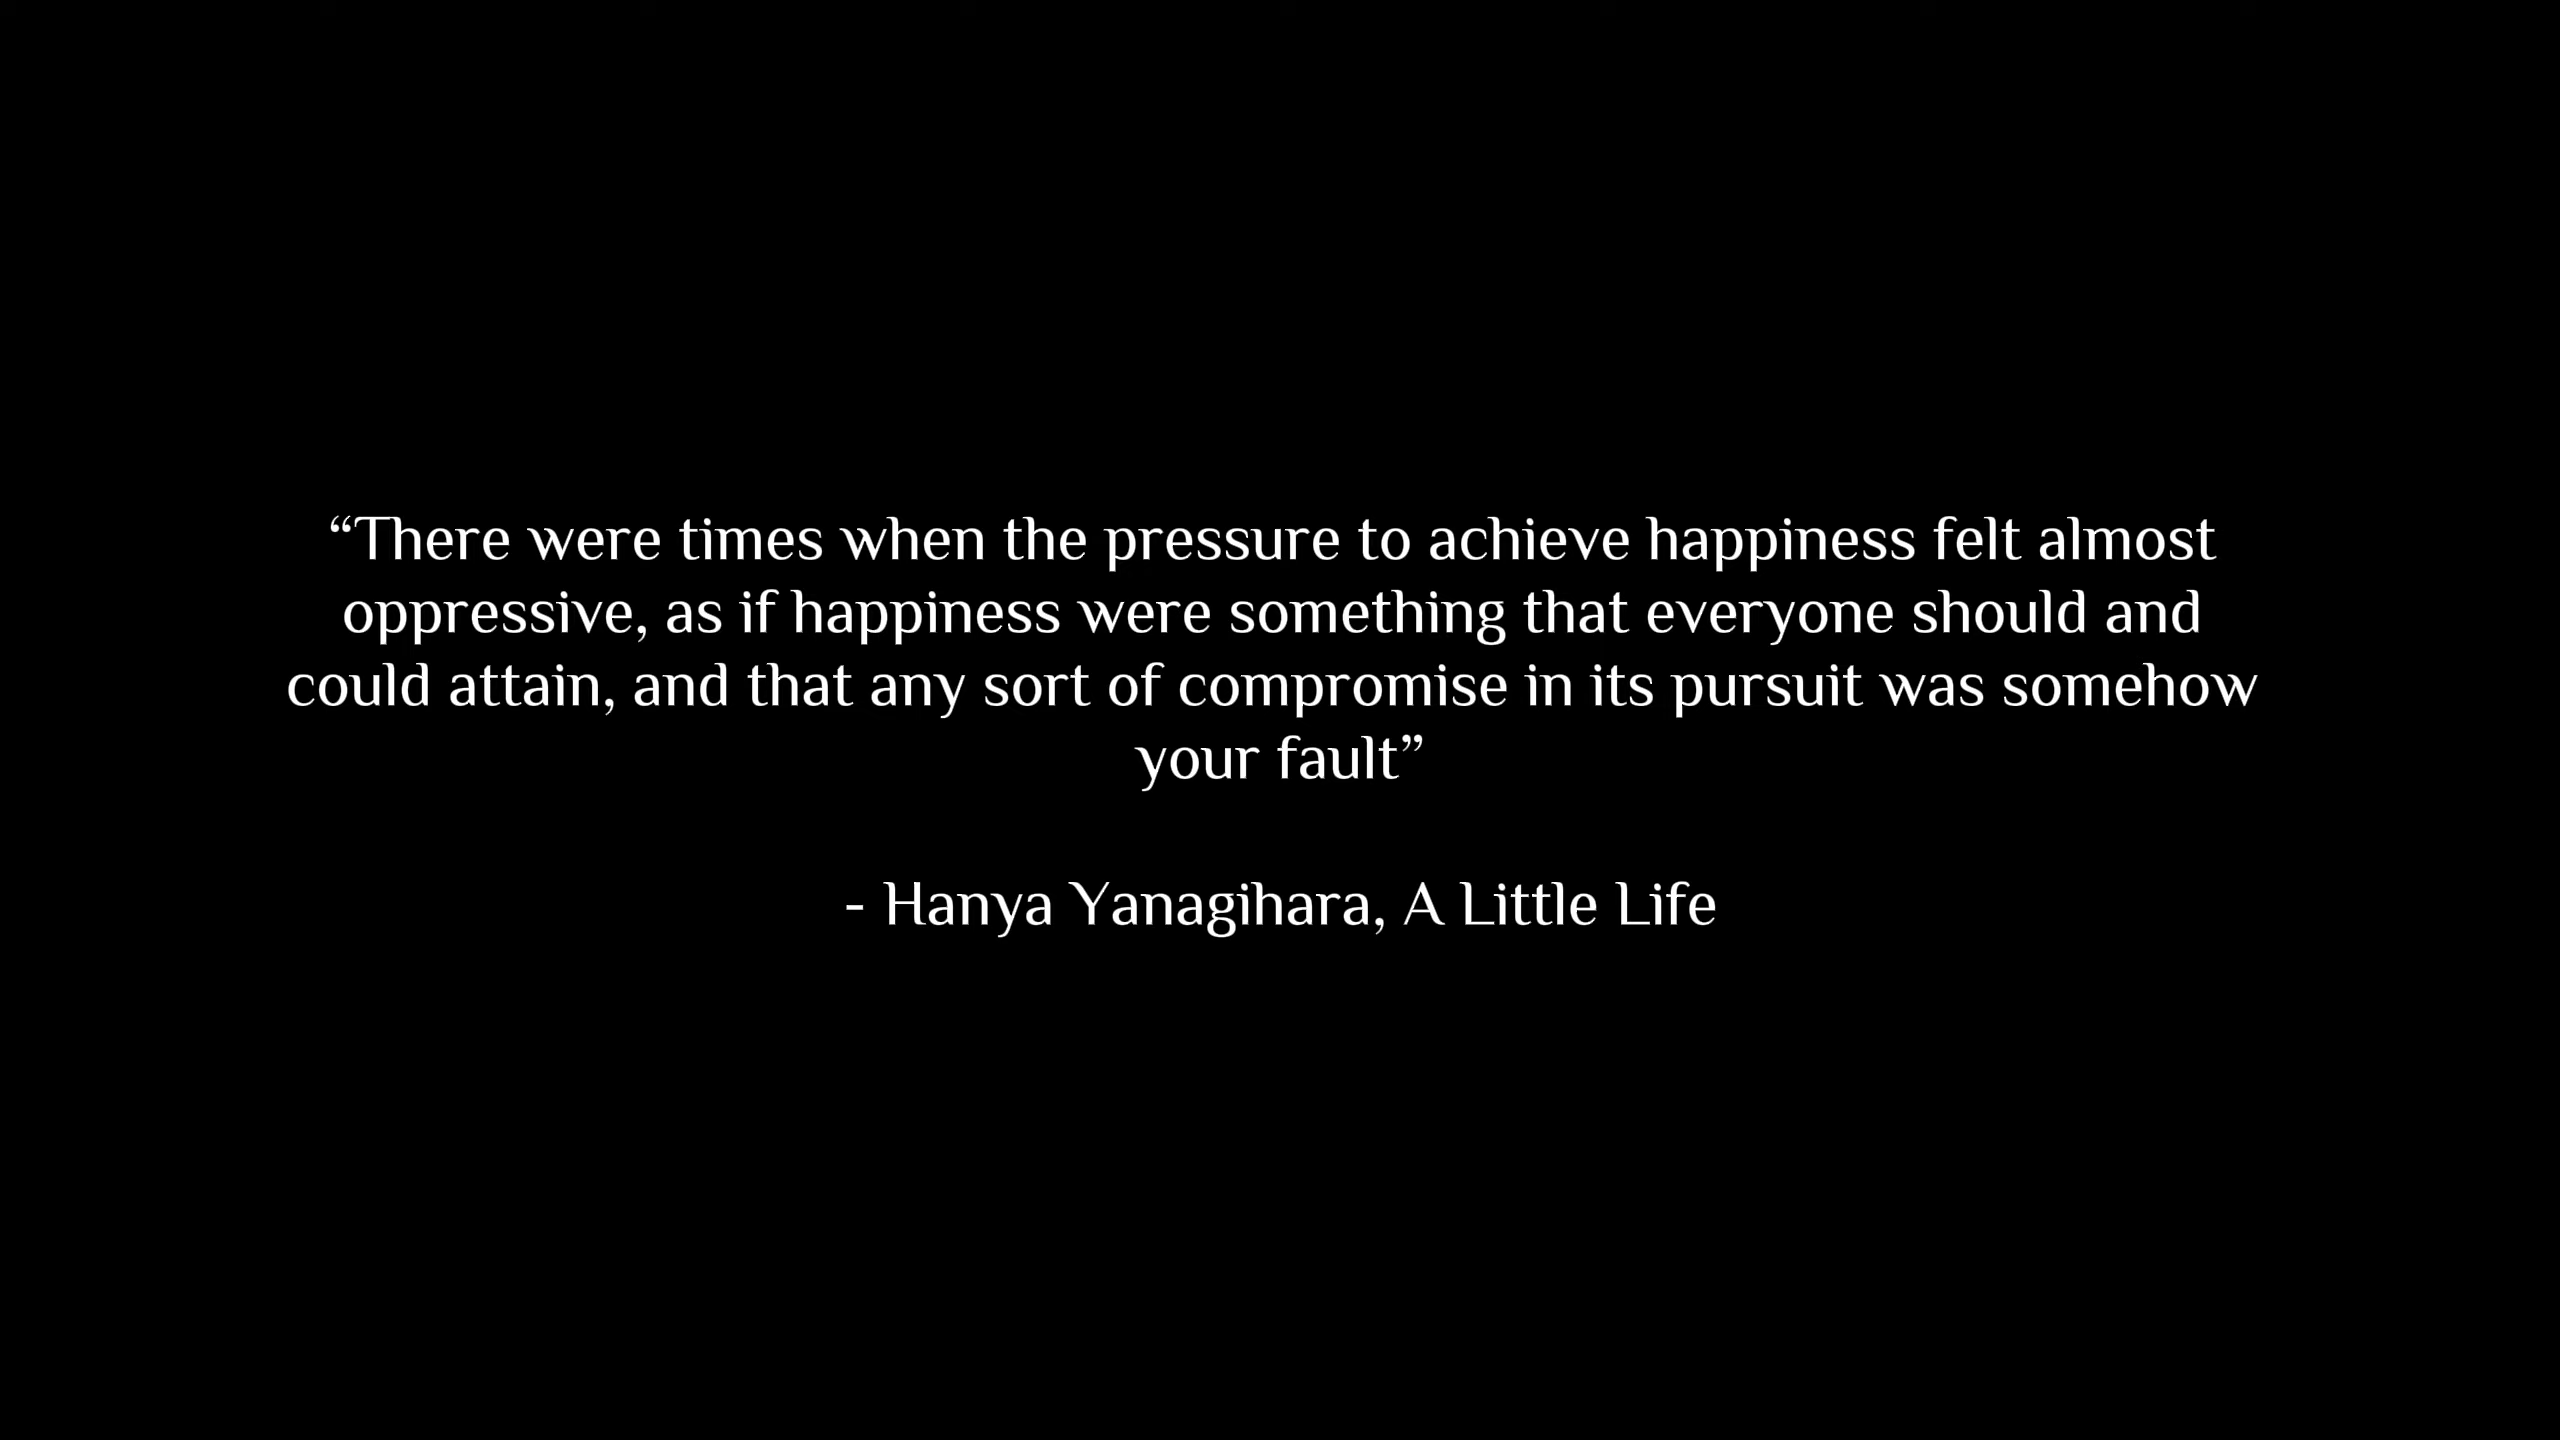 “There were times when the pressure to achieve happiness felt almost
oppressive, as if happiness were something that everyone should and
could attain, and that any sort of compromise in its pursuit was somehow
your fault”
- Hanya Yanagihara, A Little Life